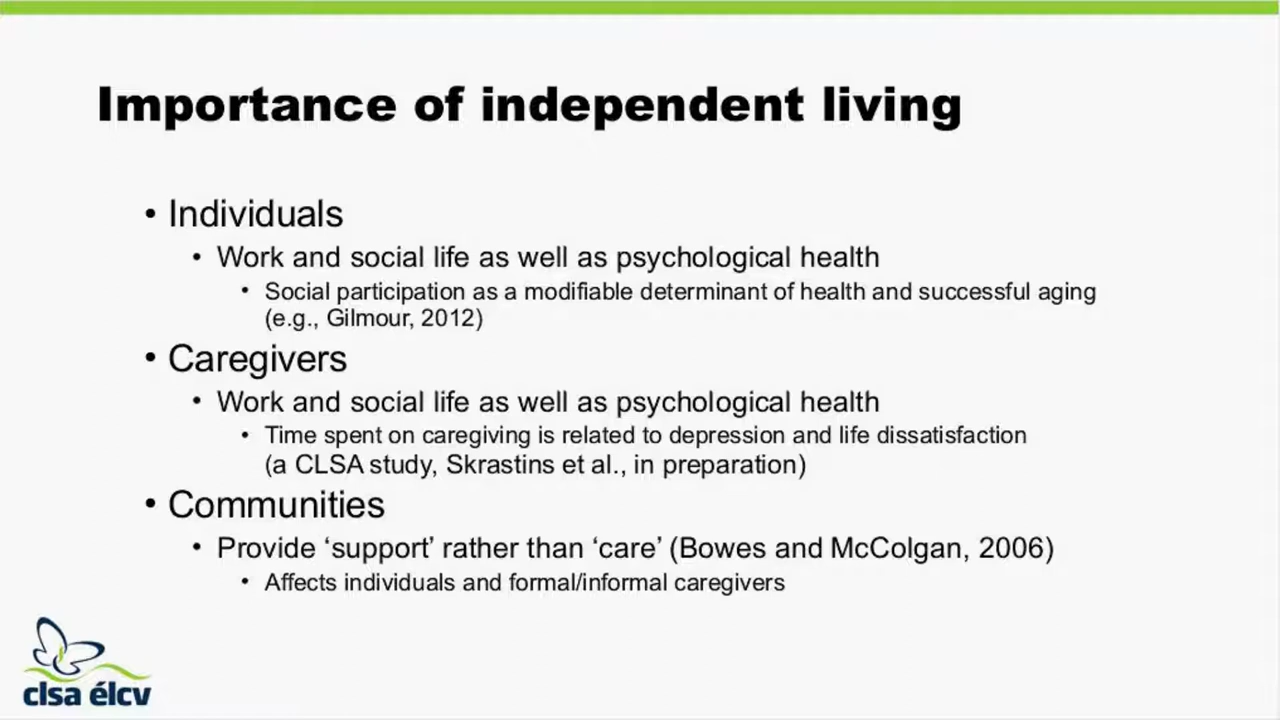 Importance of independent living
• Individuals
• Work and social life as well as psychological health
• Social participation as a modifiable determinant of health and successful aging
(e.g., Gilmour, 2012)
• Caregivers
• Work and social life as well as psychological health
• Time spent on caregiving is related to depression and life dissatisfaction
(a CLSA study, Skrastins et al., in preparation)
• Communities
• Provide ‘support’ rather than ‘care’ (Bowes and McColgan, 2006)
• Affects individuals and formal/informal caregivers
clsa élcv